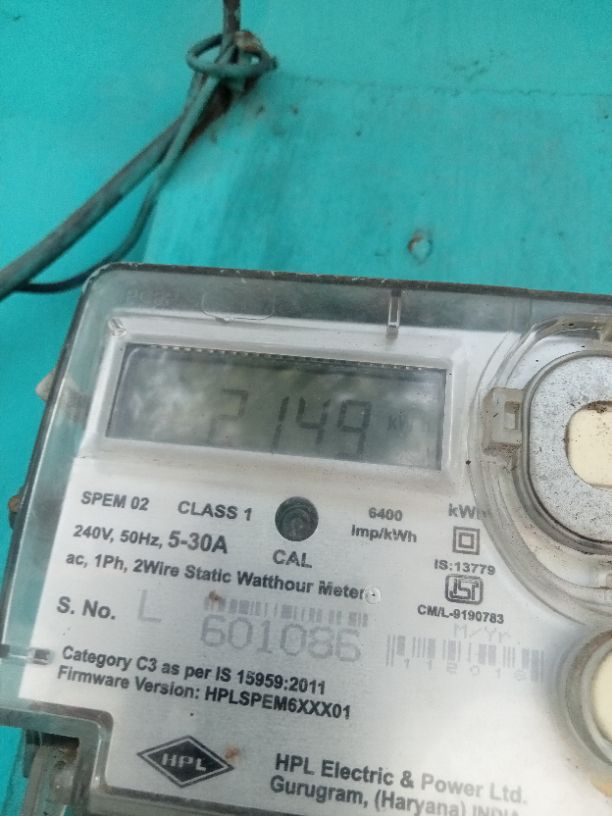 2149
SPEM 02 CLASS 1 6400 Imp/kWh kWh
240V, 50Hz, 5-30A CAL IS:13779
ac, 1Ph, 2Wire Static Watthour Meter
CM/L-9190783
S. No. L 601086 M/Yr
112016
Category C3 as per IS 15959:2011
Firmware Version: HPLSPEM6XXX01
HPL HPL Electric & Power Ltd.
Gurugram, (Haryana) INDIA